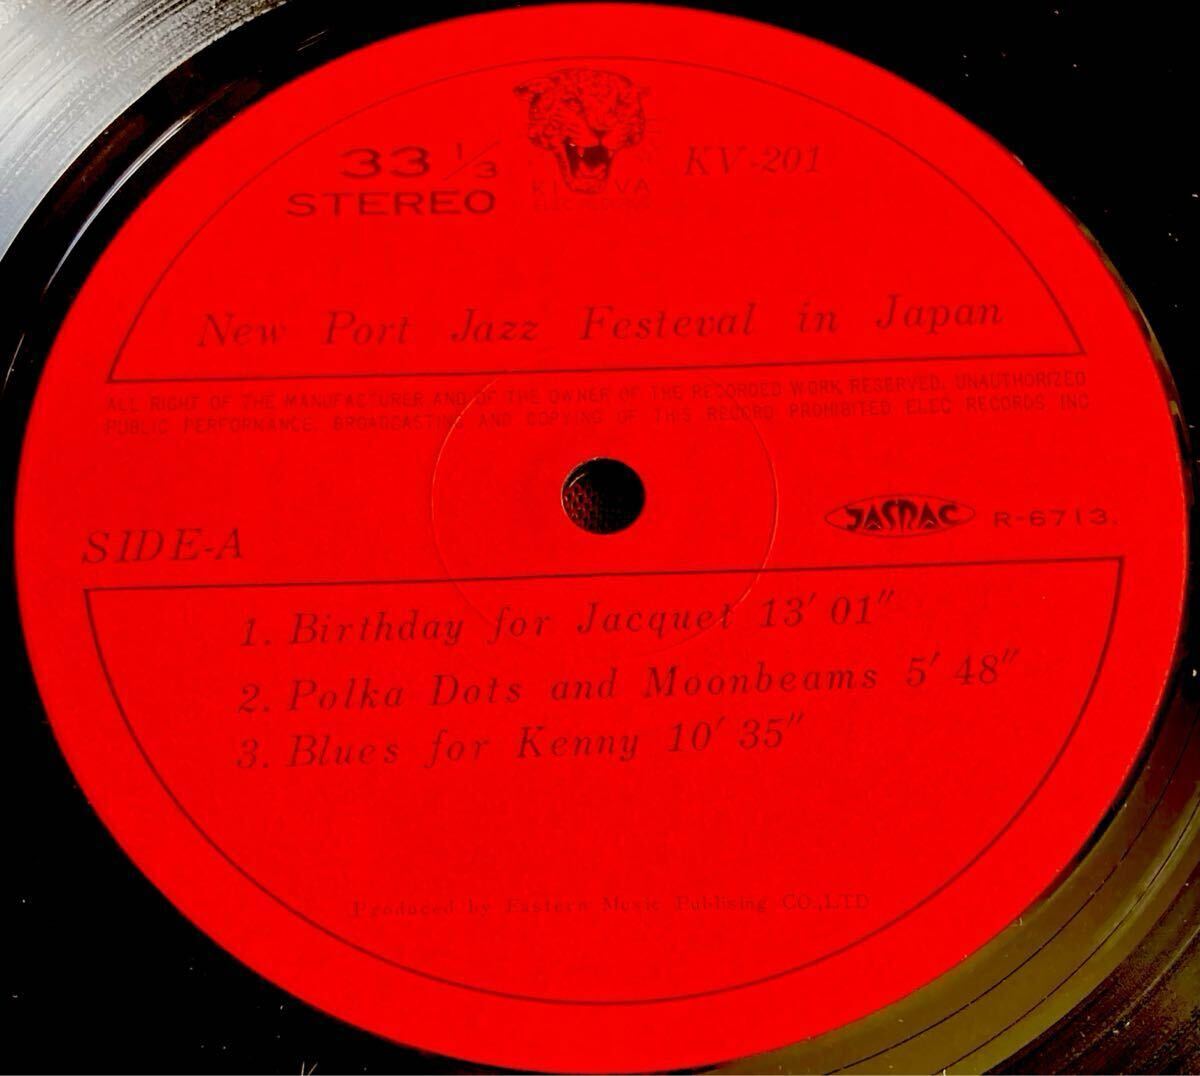 33 1/3
STEREO
KV-201
ELEC RECORDS
New Port Jazz Festeval in Japan
ALL RIGHT OF THE MANUFACTURER AND OF THE OWNER OF THE RECORDED WORK RESERVED. UNAUTHORIZED
PUBLIC PERFORMANCE. BROADCASTING AND COPYING OF THIS RECORD PROHIBITED ELEC RECORDS INC
JASRAC R-6713.
SIDE-A
1. Birthday for Jacquet 13′ 01″
2. Polka Dots and Moonbeams 5′ 48″
3. Blues for Kenny 10′ 35″
Produced by Eastern Music Publising CO.,LTD